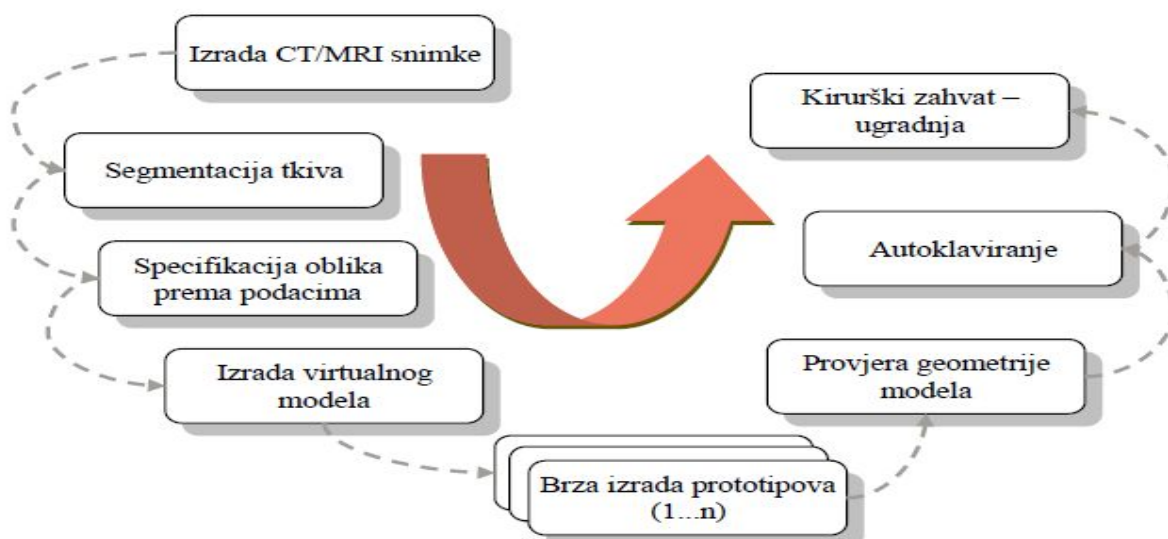 Izrada CT/MRI snimke
Segmentacija tkiva
Specifikacija oblika
prema podacima
Izrada virtualnog
modela
Brza izrada prototipova
(1...n)
Provjera geometrije
modela
Autoklaviranje
Kirurški zahvat –
ugradnja